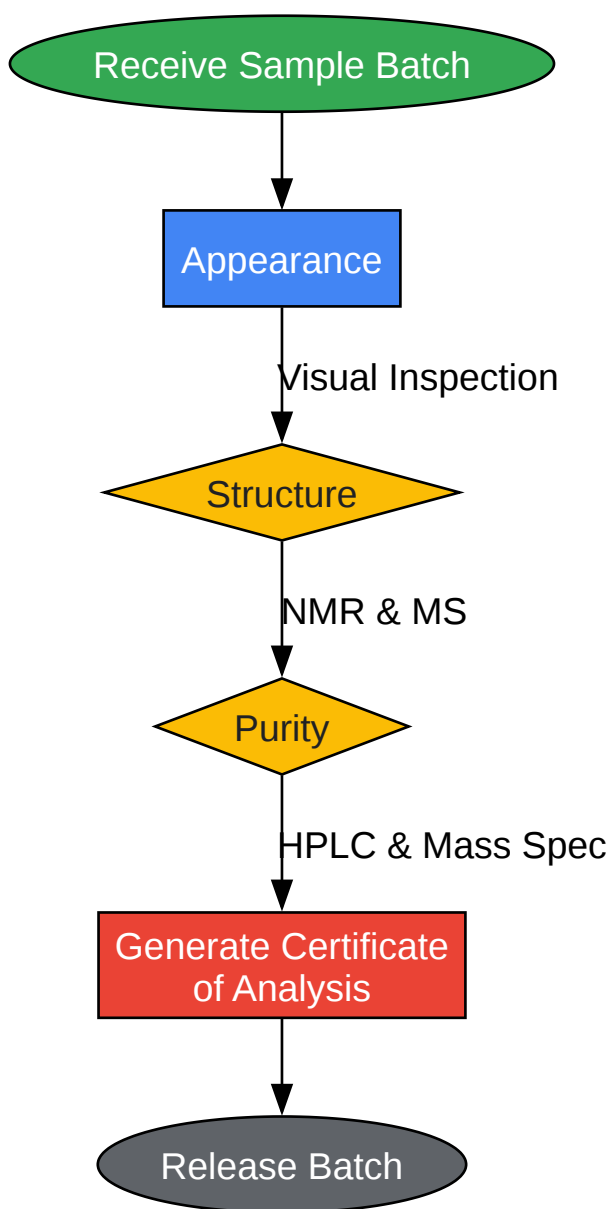 Receive Sample Batch
Appearance
Visual Inspection
Structure
NMR & MS
Purity
HPLC & Mass Spec
Generate Certificate
of Analysis
Release Batch